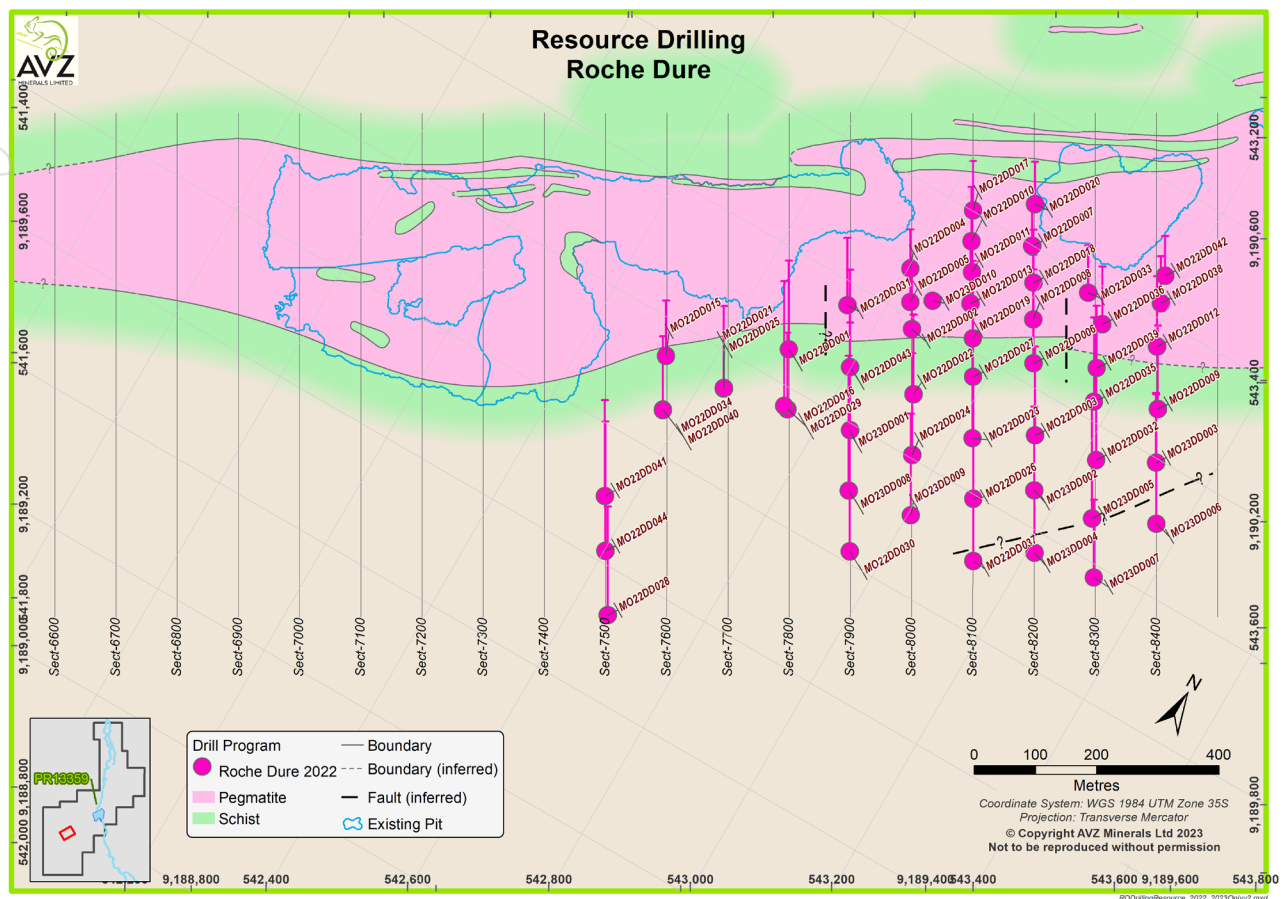 AVZ
MINERALS LIMITED
Resource Drilling
Roche Dure
541,400
9,189,600
541,600
9,189,200
541,800
9,189,000
9,188,800
542,000
543,200
9,190,600
543,400
9,190,200
543,600
9,189,800
MO22DD017
MO22DD010
MO22DD020
MO22DD004
MO22DD011
MO22DD007
MO22DD005
MO22DD018
MO22DD042
MO23DD010
MO22DD013
MO22DD008
MO22DD033
MO22DD038
MO22DD031
MO22DD036
MO22DD015
MO22DD021
MO22DD025
MO22DD002
MO22DD019
MO22DD006
MO22DD012
MO22DD001
MO22DD039
MO22DD043
MO22DD022
MO22DD027
MO22DD035
MO22DD009
MO22DD034
MO22DD040
MO22DD016
MO22DD029
MO23DD001
MO22DD024
MO22DD023
MO22DD003
MO22DD032
MO23DD003
MO22DD041
MO23DD008
MO23DD009
MO22DD026
MO23DD002
MO23DD005
MO23DD006
MO22DD044
MO22DD030
MO22DD037
MO23DD004
MO23DD007
MO22DD028
?
?
?
?
?
?
Sect-6600
Sect-6700
Sect-6800
Sect-6900
Sect-7000
Sect-7100
Sect-7200
Sect-7300
Sect-7400
Sect-7500
Sect-7600
Sect-7700
Sect-7800
Sect-7900
Sect-8000
Sect-8100
Sect-8200
Sect-8300
Sect-8400
N
PR13359
Drill Program
Roche Dure 2022
Pegmatite
Schist
Boundary
Boundary (inferred)
Fault (inferred)
Existing Pit
0 100 200 400
Metres
Coordinate System: WGS 1984 UTM Zone 35S
Projection: Transverse Mercator
© Copyright AVZ Minerals Ltd 2023
Not to be reproduced without permission
9,188,800 542,400 542,600 542,800 543,000 543,200 9,189,400 543,400 543,600 9,189,600 543,800